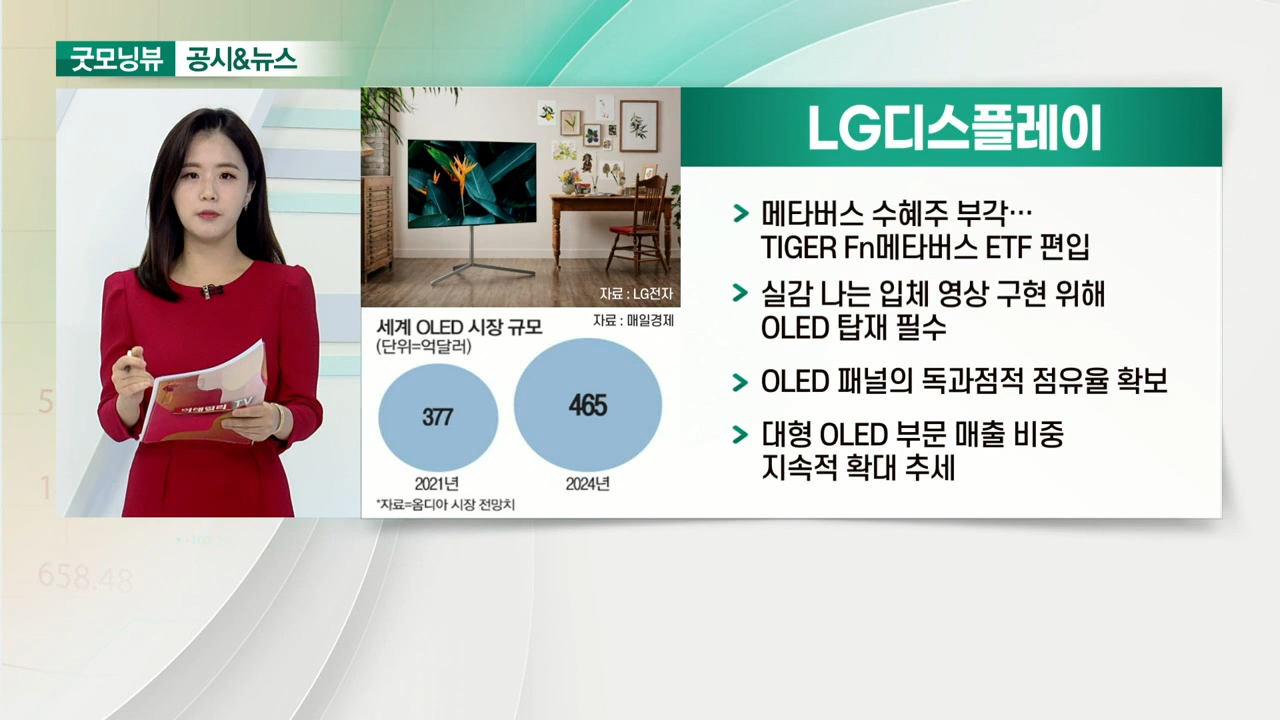 굿모닝뷰 공시&뉴스
LG디스플레이
메타버스 수혜주 부각…
TIGER Fn메타버스 ETF 편입
실감 나는 입체 영상 구현 위해
OLED 탑재 필수
OLED 패널의 독과점적 점유율 확보
대형 OLED 부문 매출 비중
지속적 확대 추세
자료 : LG전자
세계 OLED 시장 규모
자료 : 매일경제
(단위=억달러)
377
465
2021년
2024년
*자료=옴디아 시장 전망치
658.48